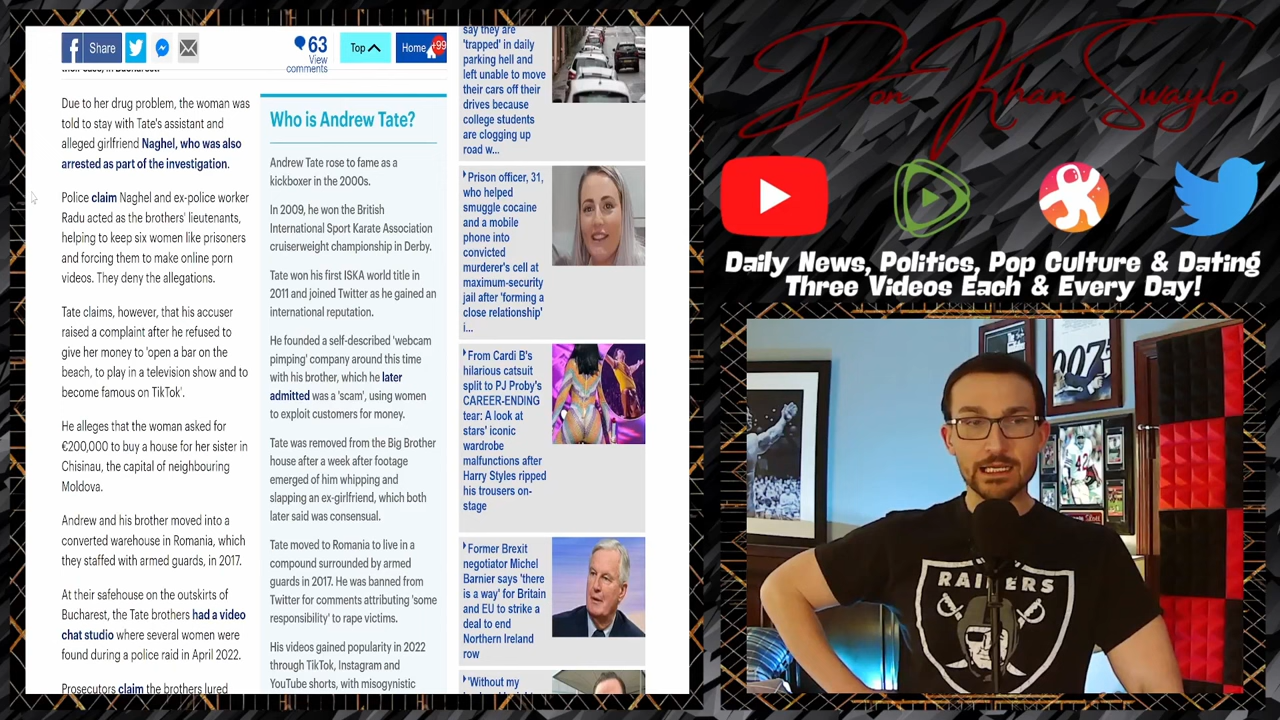 Share
63
View
comments
Top
Home
+99
Due to her drug problem, the woman was
told to stay with Tate's assistant and
alleged girlfriend Naghel, who was also
arrested as part of the investigation.
Police claim Naghel and ex-police worker
Radu acted as the brothers' lieutenants,
helping to keep six women like prisoners
and forcing them to make online porn
videos. They deny the allegations.
Tate claims, however, that his accuser
raised a complaint after he refused to
give her money to 'open a bar on the
beach, to play in a television show and to
become famous on TikTok'.
He alleges that the woman asked for
€200,000 to buy a house for her sister in
Chisinau, the capital of neighbouring
Moldova.
Andrew and his brother moved into a
converted warehouse in Romania, which
they staffed with armed guards, in 2017.
At their safehouse on the outskirts of
Bucharest, the Tate brothers had a video
chat studio where several women were
found during a police raid in April 2022.
Prosecutors claim the brothers lured
Who is Andrew Tate?
Andrew Tate rose to fame as a
kickboxer in the 2000s.
In 2009, he won the British
International Sport Karate Association
cruiserweight championship in Derby.
Tate won his first ISKA world title in
2011 and joined Twitter as he gained an
international reputation.
He founded a self-described 'webcam
pimping' company around this time
with his brother, which he later
admitted was a 'scam', using women
to exploit customers for money.
Tate was removed from the Big Brother
house after a week after footage
emerged of him whipping and
slapping an ex-girlfriend, which both
later said was consensual.
Tate moved to Romania to live in a
compound surrounded by armed
guards in 2017. He was banned from
Twitter for comments attributing 'some
responsibility' to rape victims.
His videos gained popularity in 2022
through TikTok, Instagram and
YouTube shorts, with misogynistic
say they are
'trapped' in daily
parking hell and
left unable to move
their cars off their
drives because
college students
are clogging up
road w...
Prison officer, 31,
who helped
smuggle cocaine
and a mobile
phone into
convicted
murderer's cell at
maximum-security
jail after 'forming a
close relationship'
i...
From Cardi B's
hilarious catsuit
split to PJ Proby's
CAREER-ENDING
tear: A look at
stars' iconic
wardrobe
malfunctions after
Harry Styles ripped
his trousers on-
stage
Former Brexit
negotiator Michel
Barnier says 'there
is a way' for Britain
and EU to strike a
deal to end
Northern Ireland
row
'Without my
Don Khan Swaylo
Daily News, Politics, Pop Culture & Dating
Three Videos Each & Every Day!
007
42
RAIDERS